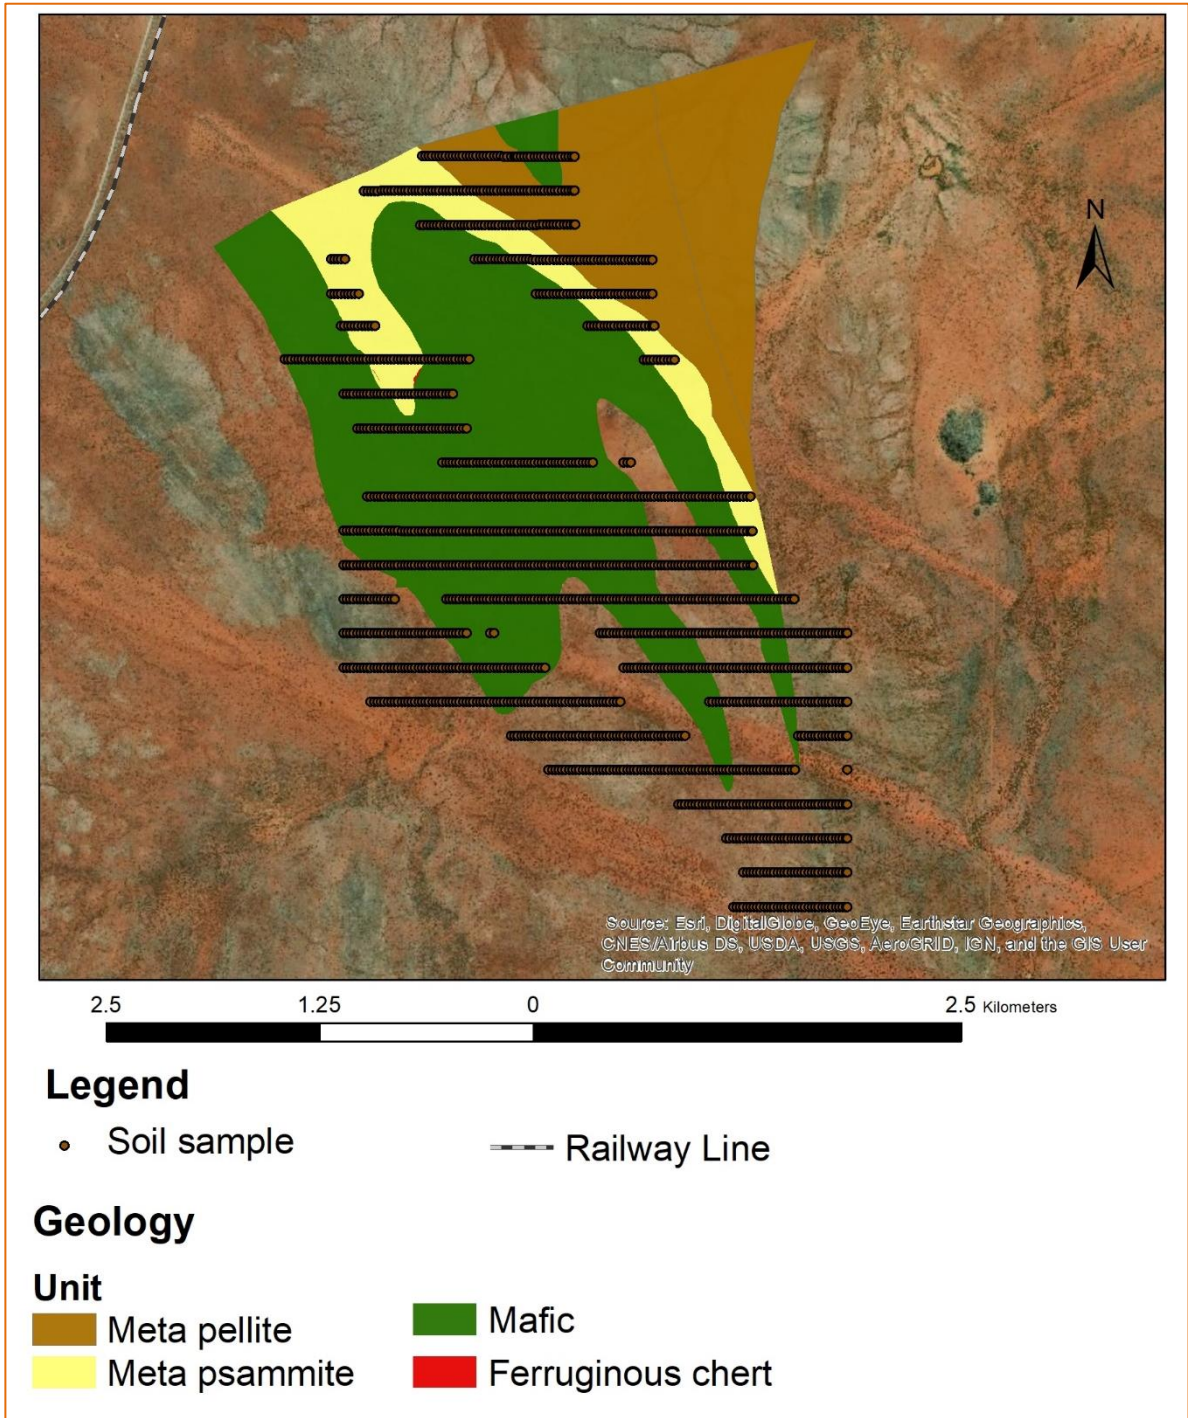 N
Source: Esri, DigitalGlobe, GeoEye, Earthstar Geographics,
CNES/Airbus DS, USDA, USGS, AeroGRID, IGN, and the GIS User
Community
2.5 1.25 0 2.5 Kilometers
Legend
Soil sample Railway Line
Geology
Unit
Meta pellite Mafic
Meta psammite Ferruginous chert